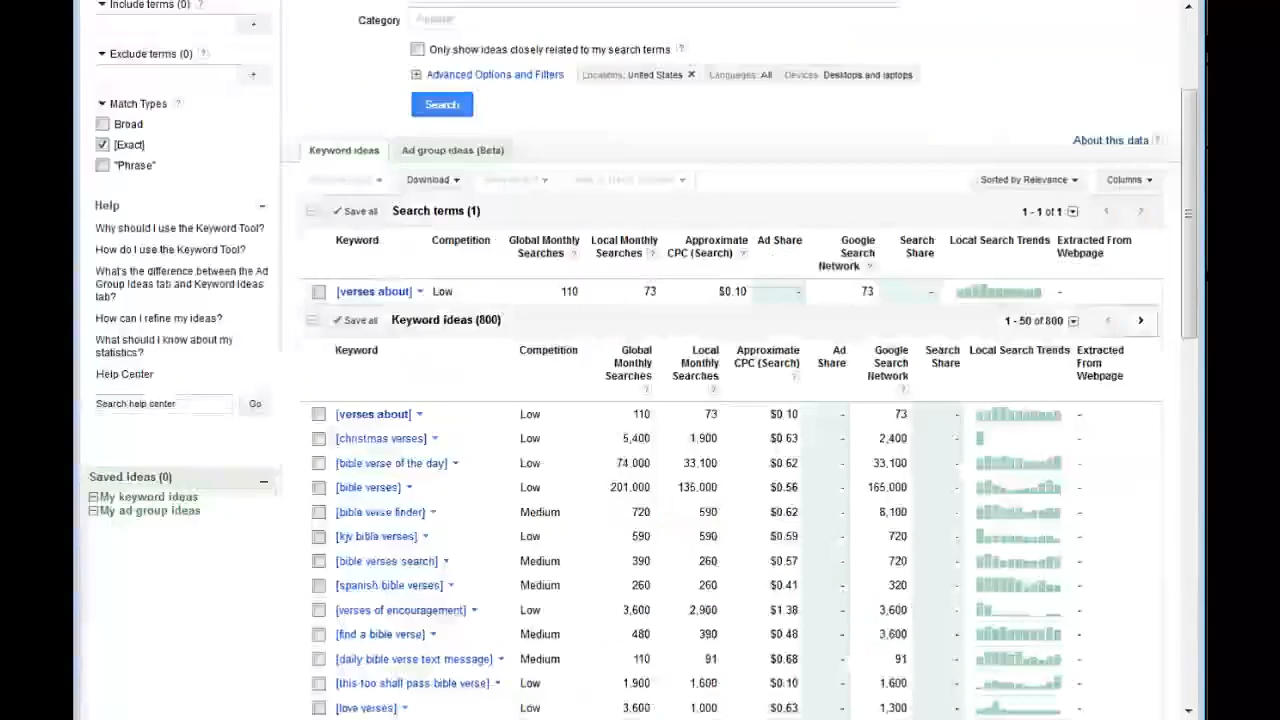 Include terms (0) ?
+
Exclude terms (0) ?
+
Match Types ?
Broad
[Exact]
"Phrase"
Help
Why should I use the Keyword Tool?
How do I use the Keyword Tool?
What's the difference between the Ad
Group Ideas tab and Keyword Ideas
tab?
How can I refine my ideas?
What should I know about my
statistics?
Help Center
Search help center Go
Saved ideas (0)
My keyword ideas
My ad group ideas
Category
Only show ideas closely related to my search terms ?
Advanced Options and Filters Locations: United States × Languages: All Devices: Desktops and laptops
Search
About this data ?
Keyword ideas Ad group ideas (Beta)
Download Sorted by Relevance Columns
Save all Search terms (1) 1 - 1 of 1
Keyword Competition Global Monthly Searches ? Local Monthly Searches ? Approximate CPC (Search) ? Ad Share Google Search Network ? Search Share Local Search Trends Extracted From Webpage
[verses about] Low 110 73 $0.10 - 73 - -
Save all Keyword ideas (800) 1 - 50 of 800
Keyword Competition Global Monthly Searches ? Local Monthly Searches ? Approximate CPC (Search) ? Ad Share Google Search Network ? Search Share Local Search Trends Extracted From Webpage
[verses about] Low 110 73 $0.10 - 73 - -
[christmas verses] Low 5,400 1,900 $0.63 - 2,400 - -
[bible verse of the day] Low 74,000 33,100 $0.62 - 33,100 - -
[bible verses] Low 201,000 135,000 $0.56 - 165,000 - -
[bible verse finder] Medium 720 590 $0.62 - 8,100 - -
[kjv bible verses] Low 590 590 $0.59 - 720 - -
[bible verses search] Medium 390 260 $0.57 - 720 - -
[spanish bible verses] Medium 260 260 $0.41 - 320 - -
[verses of encouragement] Low 3,600 2,900 $1.38 - 3,600 - -
[find a bible verse] Medium 480 390 $0.48 - 3,600 - -
[daily bible verse text message] Medium 110 91 $0.68 - 91 - -
[this too shall pass bible verse] Low 1,900 1,600 $0.10 - 1,600 - -
[love verses] Low 3,600 1,000 $0.63 - 1,300 - -